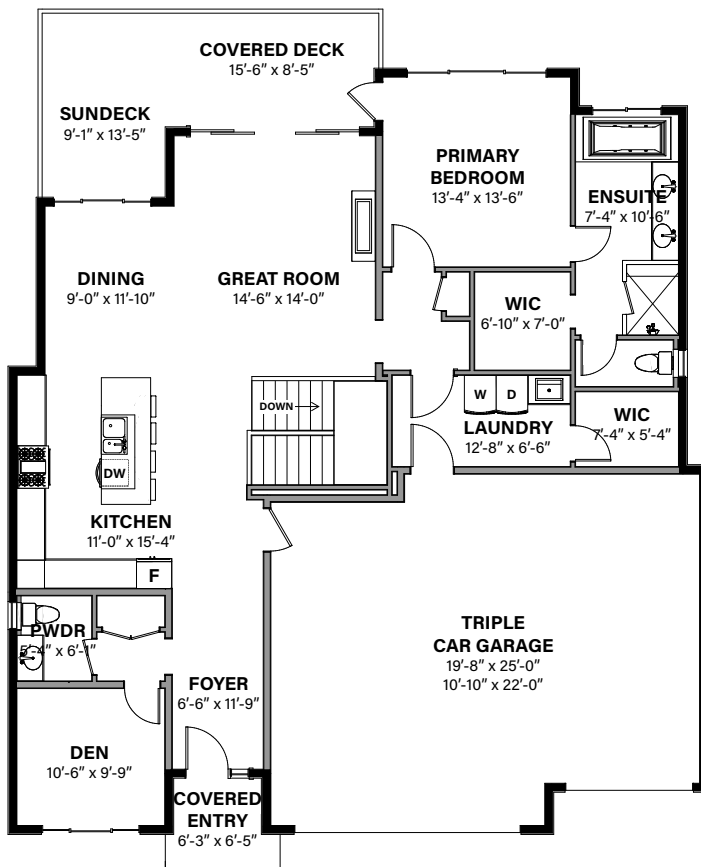 COVERED DECK
15'-6" x 8'-5"
SUNDECK
9'-1" x 13'-5"
PRIMARY
BEDROOM
13'-4" x 13'-6"
ENSUITE
7'-4" x 10'-6"
DINING
9'-0" x 11'-10"
GREAT ROOM
14'-6" x 14'-0"
WIC
6'-10" x 7'-0"
DOWN
W
D
LAUNDRY
12'-8" x 6'-6"
WIC
7'-4" x 5'-4"
DW
KITCHEN
11'-0" x 15'-4"
F
PWDR
5'-4" x 6'-1"
TRIPLE
CAR GARAGE
19'-8" x 25'-0"
10'-10" x 22'-0"
FOYER
6'-6" x 11'-9"
DEN
10'-6" x 9'-9"
COVERED
ENTRY
6'-3" x 6'-5"